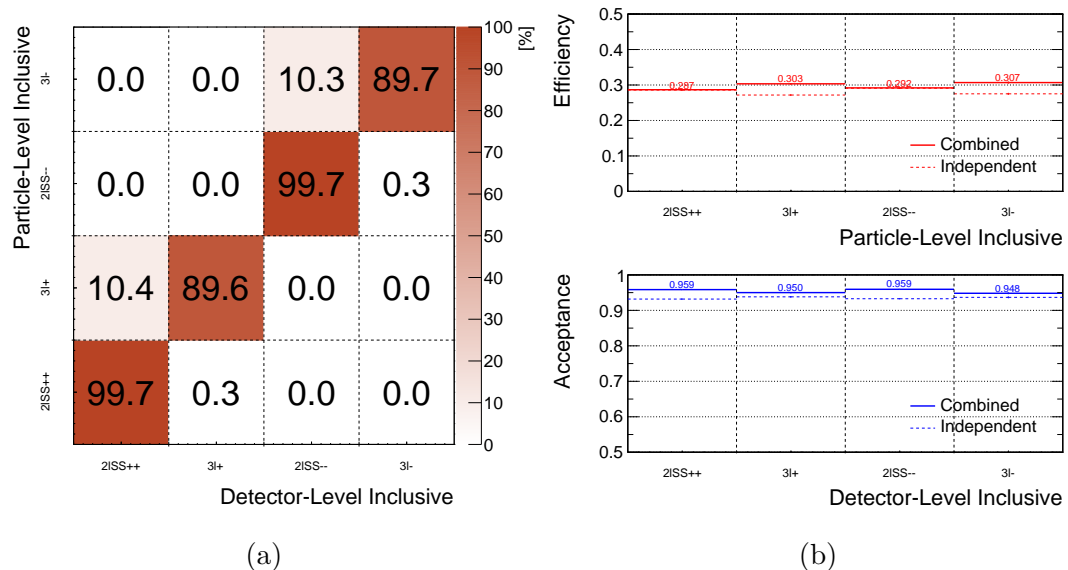 [%]
100
90
80
70
60
50
40
30
20
10
0
Particle-Level Inclusive
3l-
2lSS--
3l+
2lSS++
0.0 0.0 10.3 89.7
0.0 0.0 99.7 0.3
10.4 89.6 0.0 0.0
99.7 0.3 0.0 0.0
2lSS++ 3l+ 2lSS-- 3l-
Detector-Level Inclusive
(a)
Efficiency
0.5
0.4
0.3
0.2
0.1
0
0.287 0.303 0.292 0.307
Combined
Independent
2lSS++ 3l+ 2lSS-- 3l-
Particle-Level Inclusive
Acceptance
1
0.9
0.8
0.7
0.6
0.5
0.959 0.950 0.959 0.948
Combined
Independent
2lSS++ 3l+ 2lSS-- 3l-
Detector-Level Inclusive
(b)